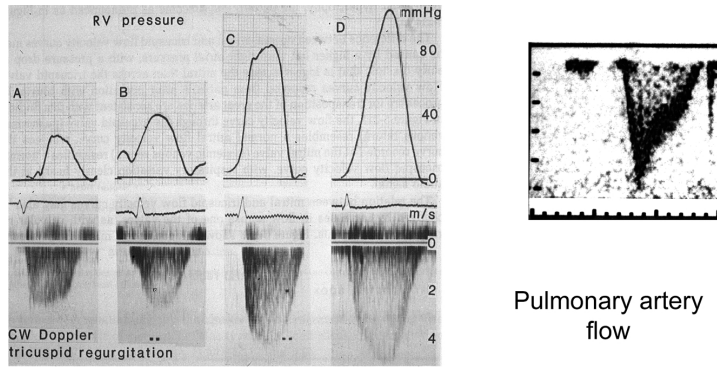 RV pressure
mmHg
A
B
C
D
80
40
0
m/s
0
2
4
CW Doppler
tricuspid regurgitation
Pulmonary artery
flow